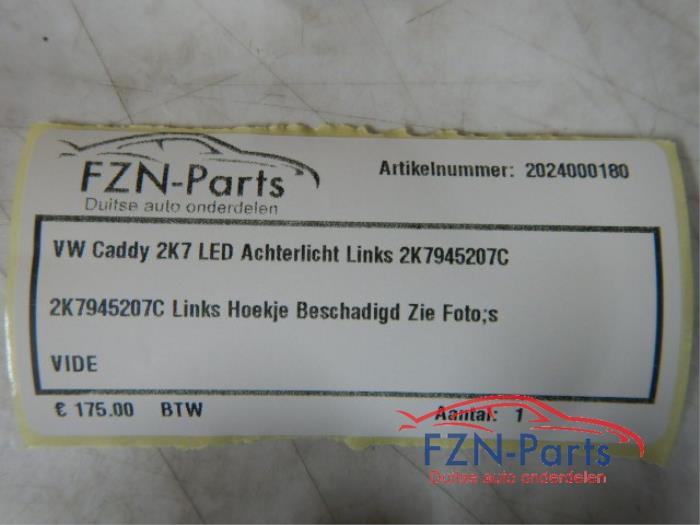 FZN-Parts
Duitse auto onderdelen
Artikelnummer: 2024000180
VW Caddy 2K7 LED Achterlicht Links 2K7945207C
2K7945207C Links Hoekje Beschadigd Zie Foto;s
VIDE
€ 175.00 BTW
Aantal: 1
FZN-Parts
Duitse auto onderdelen